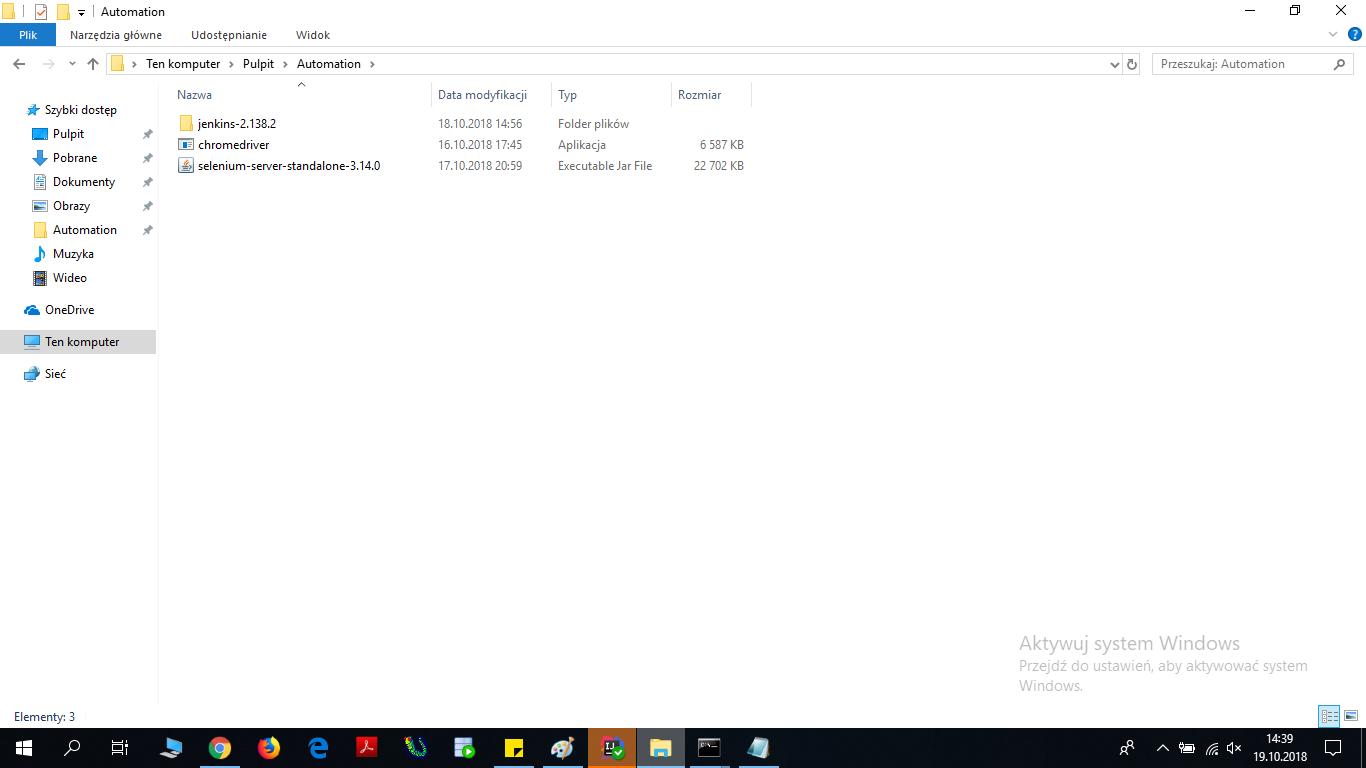 Automation
Plik Narzędzia główne Udostępnianie Widok
Ten komputer Pulpit Automation Przeszukaj: Automation
Nazwa Data modyfikacji Typ Rozmiar
jenkins-2.138.2 18.10.2018 14:56 Folder plików
chromedriver 16.10.2018 17:45 Aplikacja 6 587 KB
selenium-server-standalone-3.14.0 17.10.2018 20:59 Executable Jar File 22 702 KB
Szybki dostęp
Pulpit
Pobrane
Dokumenty
Obrazy
Automation
Muzyka
Wideo
OneDrive
Ten komputer
Sieć
Aktywuj system Windows
Przejdź do ustawień, aby aktywować system
Windows.
Elementy: 3
IJ
C:\.
14:39
19.10.2018